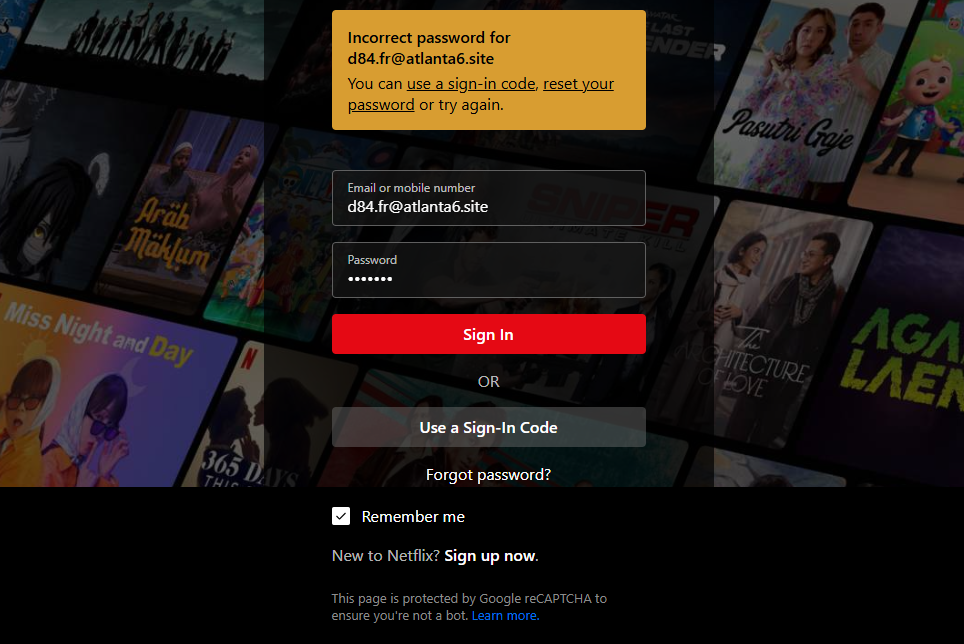 Incorrect password for
d84.fr@atlanta6.site
You can use a sign-in code, reset your
password or try again.
Email or mobile number
d84.fr@atlanta6.site
Password
•••••••
Sign In
OR
Use a Sign-In Code
Forgot password?
Remember me
New to Netflix? Sign up now.
This page is protected by Google reCAPTCHA to
ensure you're not a bot. Learn more.
AVATAR
LAST
Pasutri Gaje
Arab
Maklum
SNIPER
Miss Night and Day
N
365 DAYS
THIS
THE
ARCHITECTURE
OF LOVE
AGA
LAEN